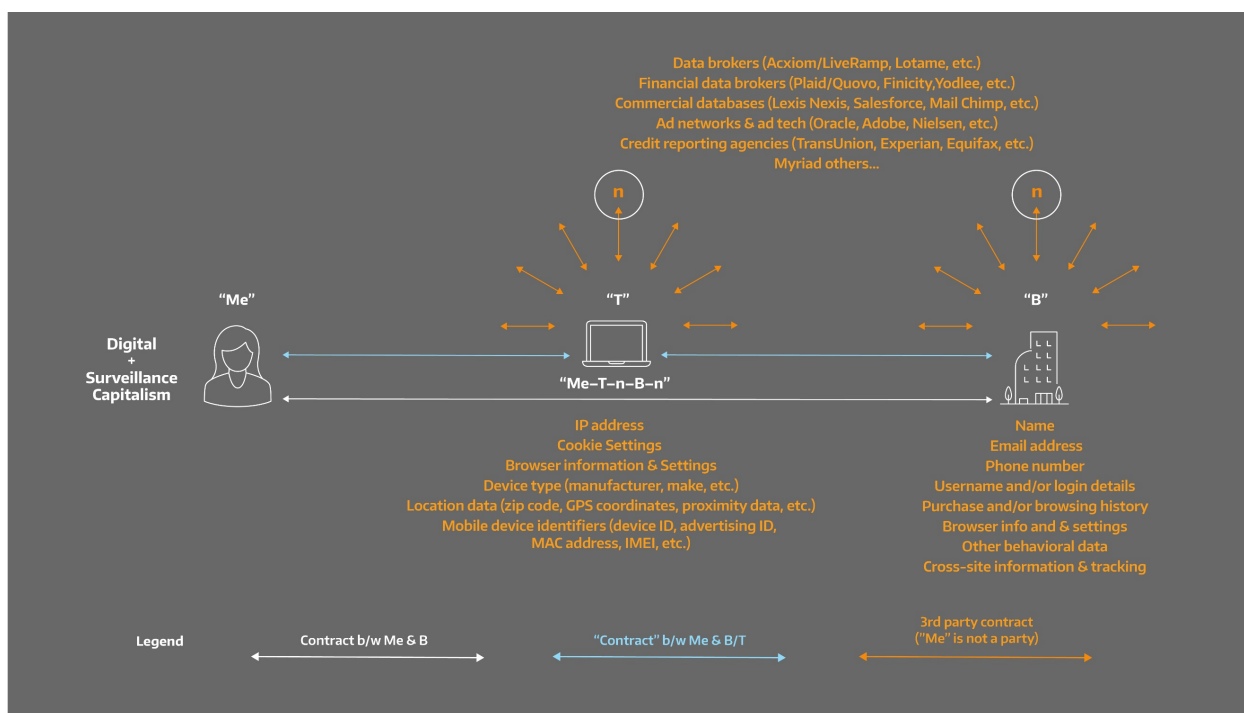 Data brokers (Acxiom/LiveRamp, Lotame, etc.)
Financial data brokers (Plaid/Quovo, Finicity,Yodlee, etc.)
Commercial databases (Lexis Nexis, Salesforce, Mail Chimp, etc.)
Ad networks & ad tech (Oracle, Adobe, Nielsen, etc.)
Credit reporting agencies (TransUnion, Experian, Equifax, etc.)
Myriad others...
n
n
“Me”
“T”
“B”
Digital
+
Surveillance
Capitalism
“Me–T–n–B–n”
IP address
Cookie Settings
Browser information & Settings
Device type (manufacturer, make, etc.)
Location data (zip code, GPS coordinates, proximity data, etc.)
Mobile device identifiers (device ID, advertising ID,
MAC address, IMEI, etc.)
Name
Email address
Phone number
Username and/or login details
Purchase and/or browsing history
Browser info and & settings
Other behavioral data
Cross-site information & tracking
Legend
Contract b/w Me & B
“Contract” b/w Me & B/T
3rd party contract
(”Me” is not a party)